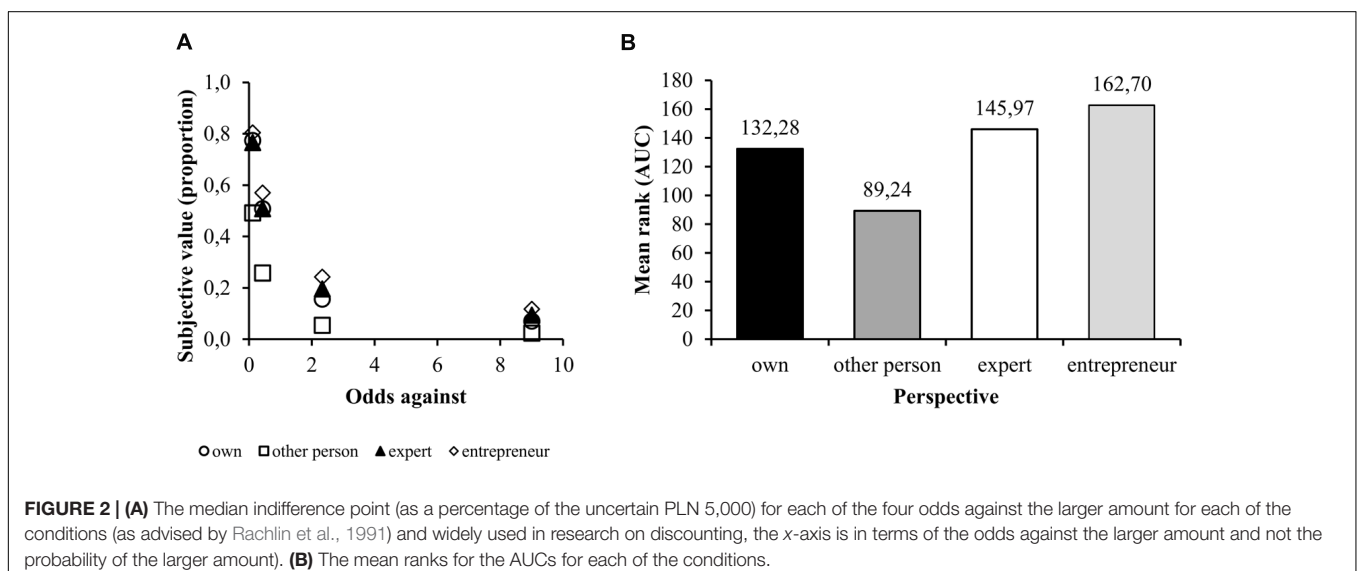 A
B
Subjective value (proportion)
1,0
0,8
0,6
0,4
0,2
0,0
0 2 4 6 8 10
Odds against
own other person expert entrepreneur
Mean rank (AUC)
180
160
140
120
100
80
60
40
20
0
132,28
89,24
145,97
162,70
own other person expert entrepreneur
Perspective
FIGURE 2 | (A) The median indifference point (as a percentage of the uncertain PLN 5,000) for each of the four odds against the larger amount for each of the
conditions (as advised by Rachlin et al., 1991) and widely used in research on discounting, the x-axis is in terms of the odds against the larger amount and not the
probability of the larger amount). (B) The mean ranks for the AUCs for each of the conditions.